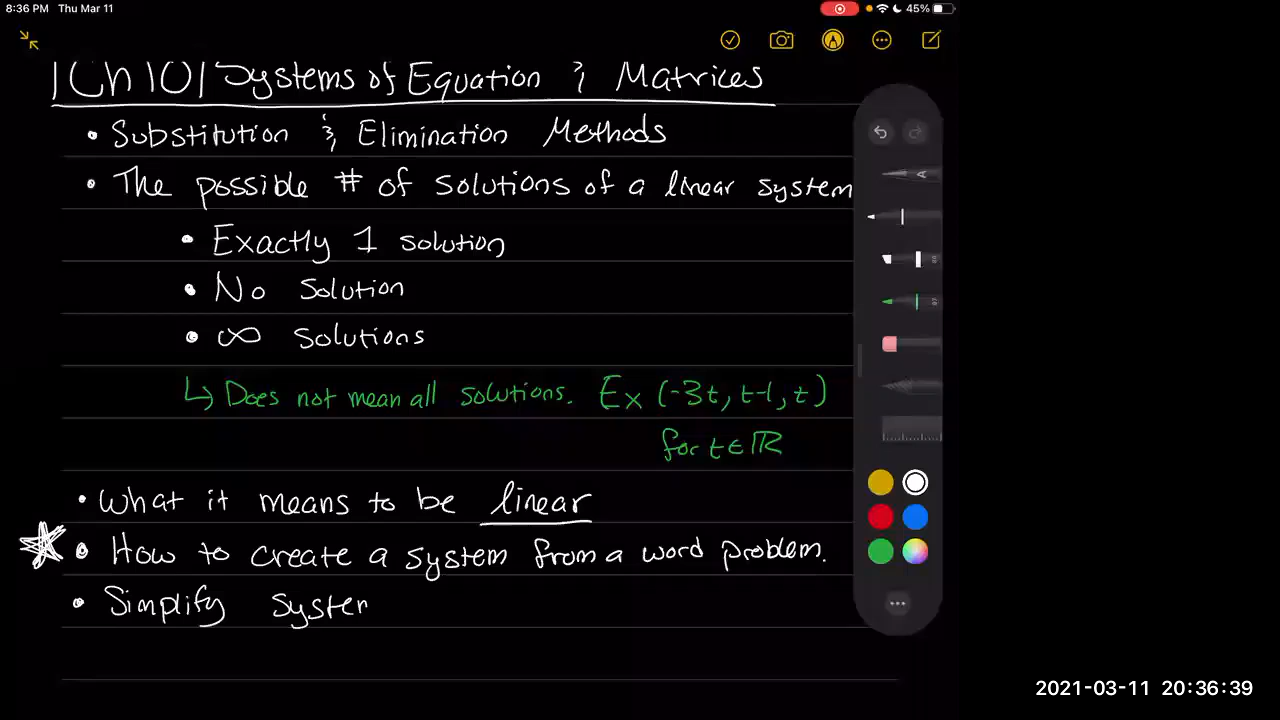 8:36 PM Thu Mar 11
45%
|Ch 10| Systems of Equation & Matrices
• Substitution & Elimination Methods
• The possible # of solutions of a linear system
• Exactly 1 solution
• No solution
• ∞ solutions
↳ Does not mean all solutions. Ex (-3t, t-1, t)
for t ∈ ℝ
• What it means to be linear
• How to create a system from a word problem.
• Simplify System
2021-03-11 20:36:39